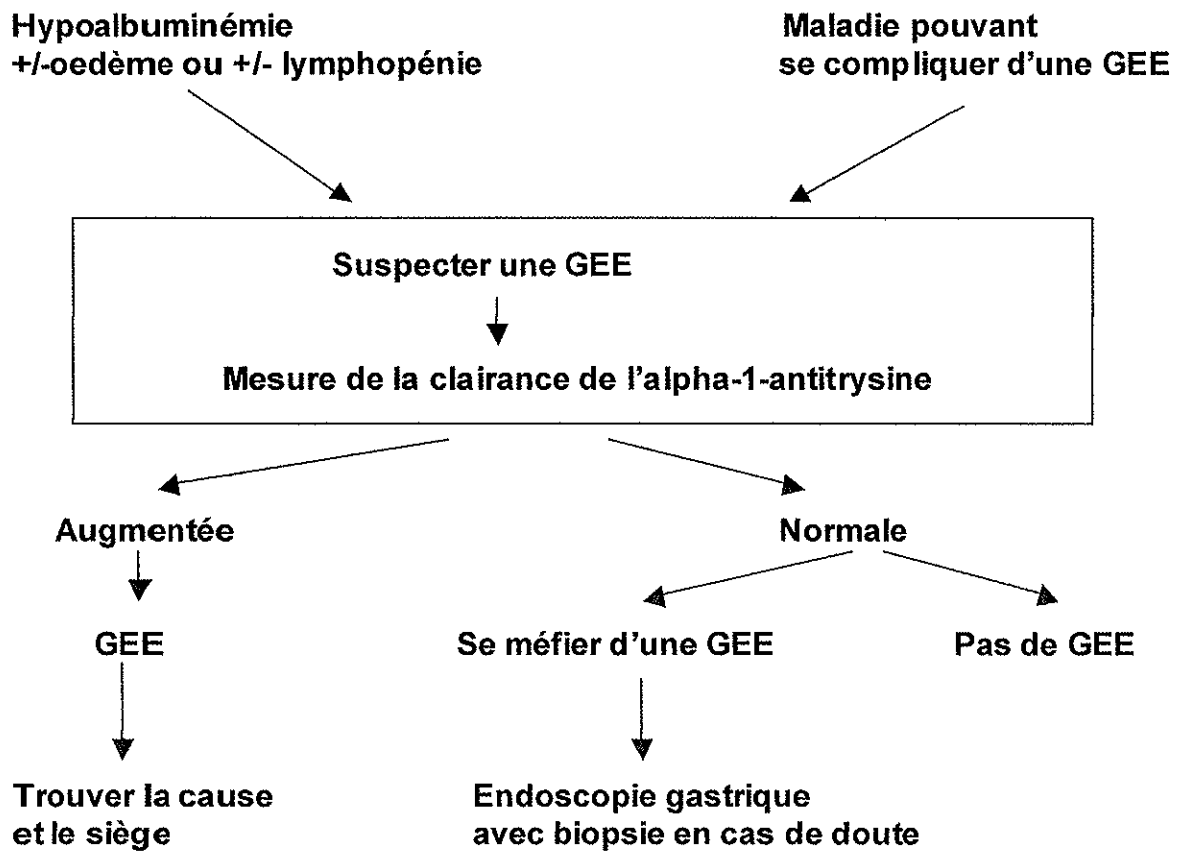 Hypoalbuminémie
+/-oedème ou +/- lymphopénie
Maladie pouvant
se compliquer d'une GEE
Suspecter une GEE
Mesure de la clairance de l'alpha-1-antitrysine
Augmentée
Normale
GEE
Se méfier d'une GEE
Pas de GEE
Trouver la cause
et le siège
Endoscopie gastrique
avec biopsie en cas de doute